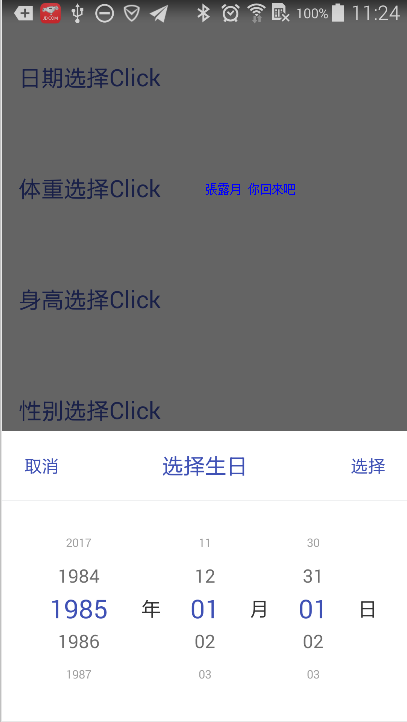 100% 11:24
日期选择Click
体重选择Click 張露月 你回來吧
身高选择Click
性别选择Click
取消 选择生日 选择
2017 11 30
1984 12 31
1985 年 01 月 01 日
1986 02 02
1987 03 03